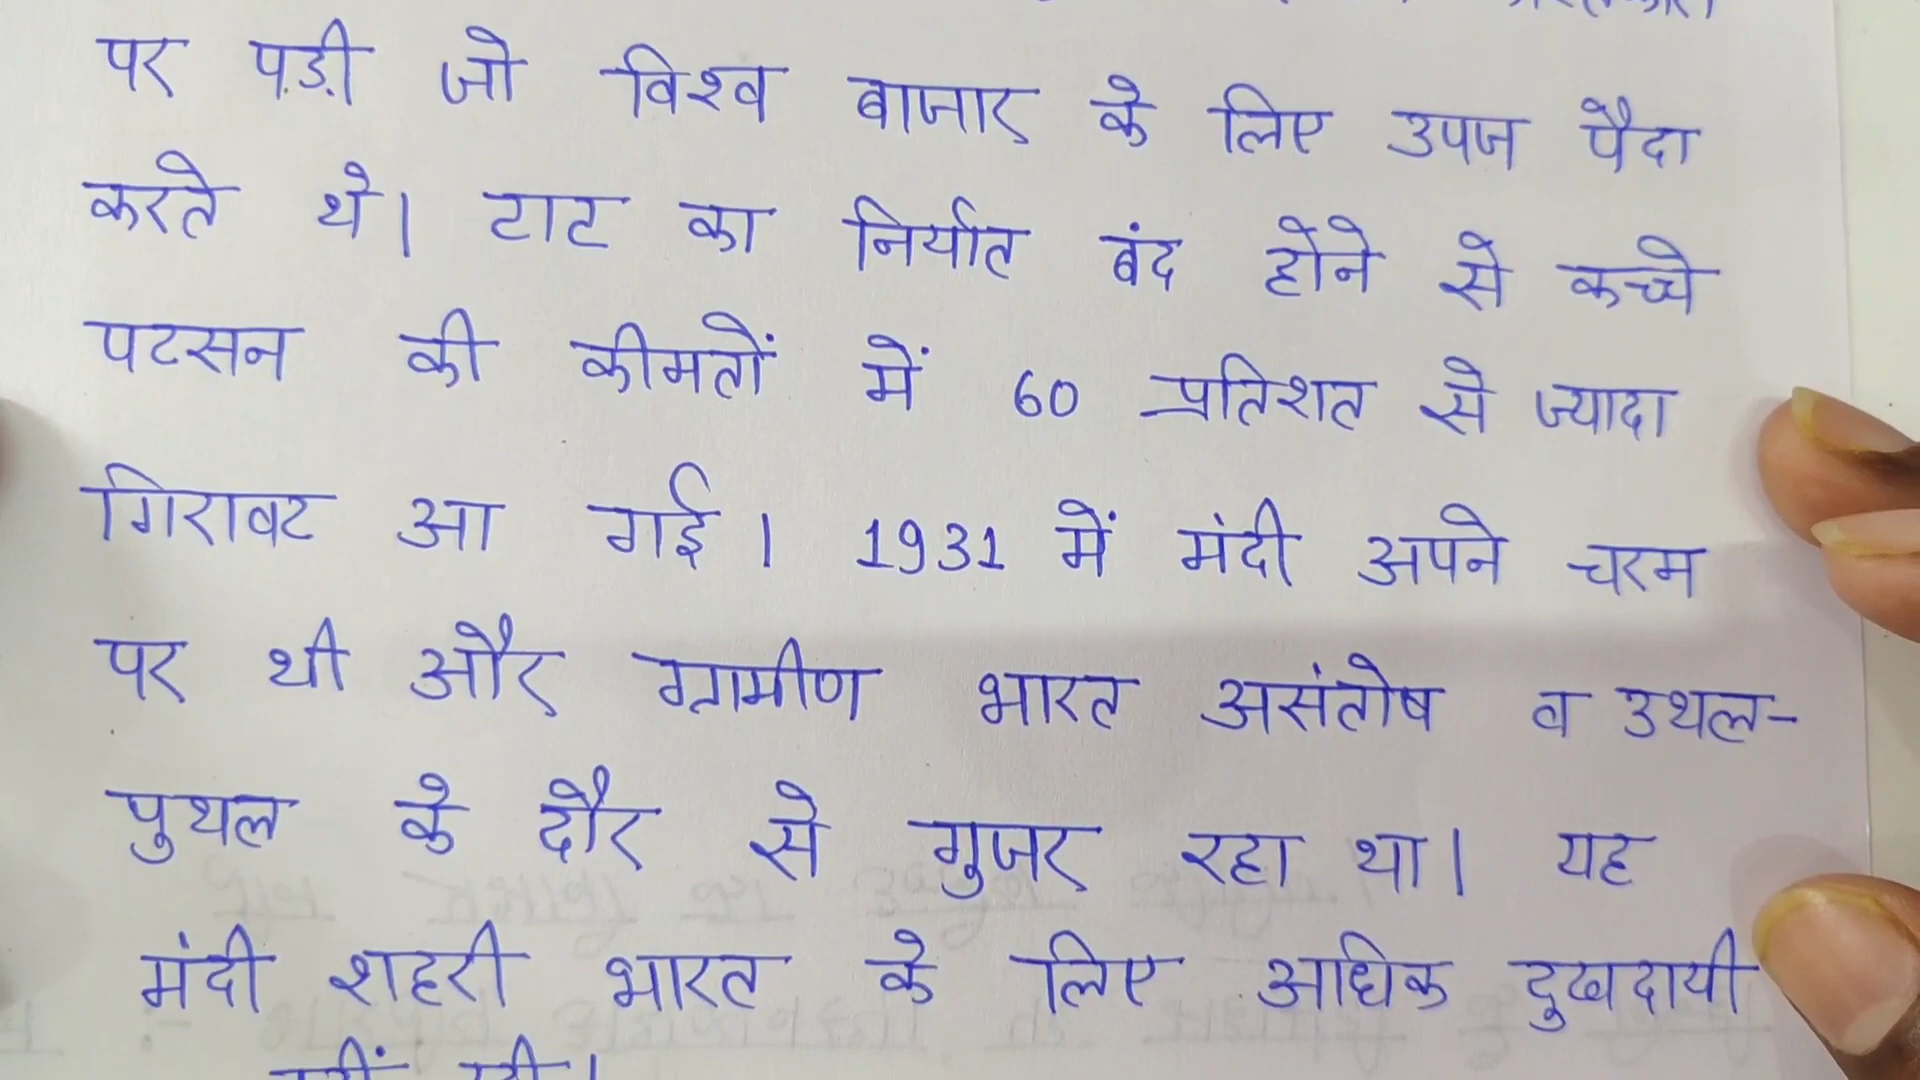 पर पड़ी जो विश्व बाजार के लिए उपज पैदा
करते थे। टाट का निर्यात बंद होने से कच्चे
पटसन की कीमतों में 60 प्रतिशत से ज्यादा
गिरावट आ गई। 1931 में मंदी अपने चरम
पर थी और ग्रामीण भारत असंतोष व उथल-
पुथल के दौर से गुजर रहा था। यह
मंदी शहरी भारत के लिए अधिक दुखदायी